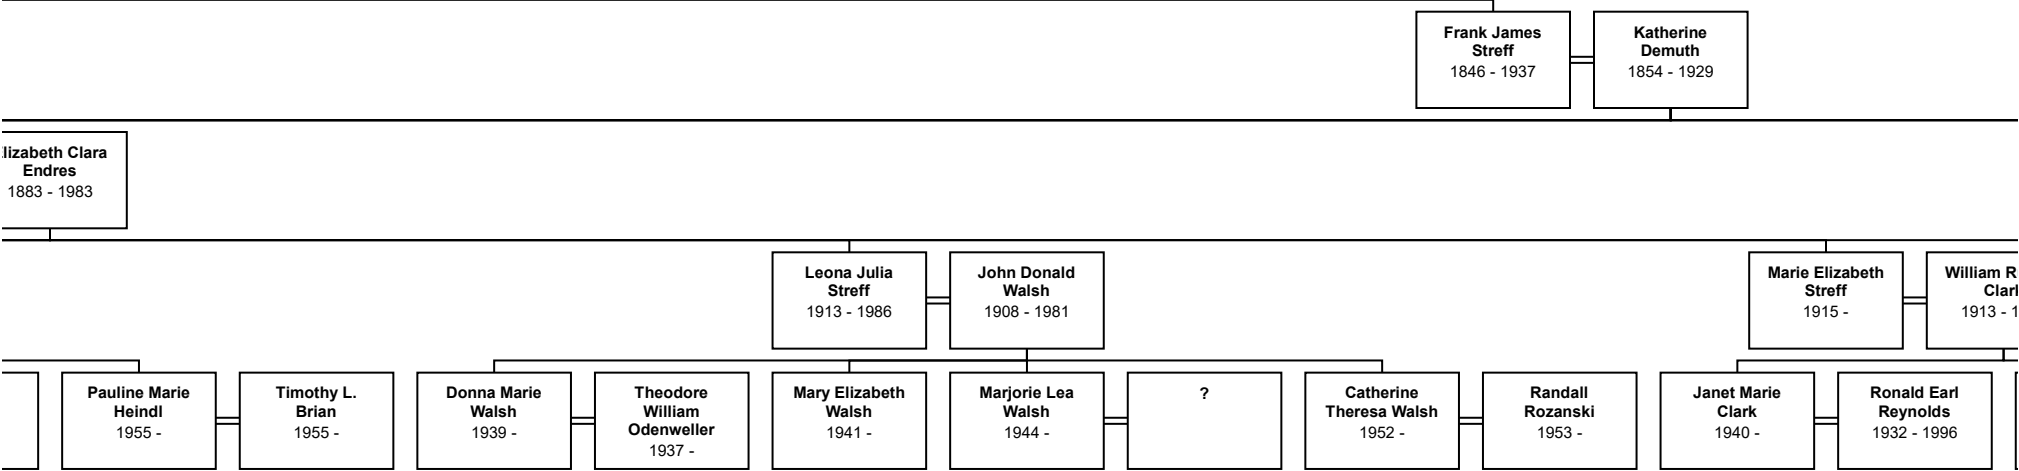 Frank James
Streff
1846 - 1937
Katherine
Demuth
1854 - 1929
Clara
Endres
1883 - 1983
Leona Julia
Streff
1913 - 1986
John Donald
Walsh
1908 - 1981
Marie Elizabeth
Streff
1915 -
William
1913 -
Pauline Marie
Heindl
1955 -
Timothy L.
Brian
1955 -
Donna Marie
Walsh
1939 -
Theodore
William
Odenweller
1937 -
Mary Elizabeth
Walsh
1941 -
Marjorie Lea
Walsh
1944 -
?
Catherine
Theresa Walsh
1952 -
Randall
Rozanski
1953 -
Janet Marie
Clark
1940 -
Ronald Earl
Reynolds
1932 - 1996